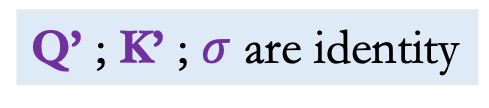 Q’ ; K’ ; σ are identity